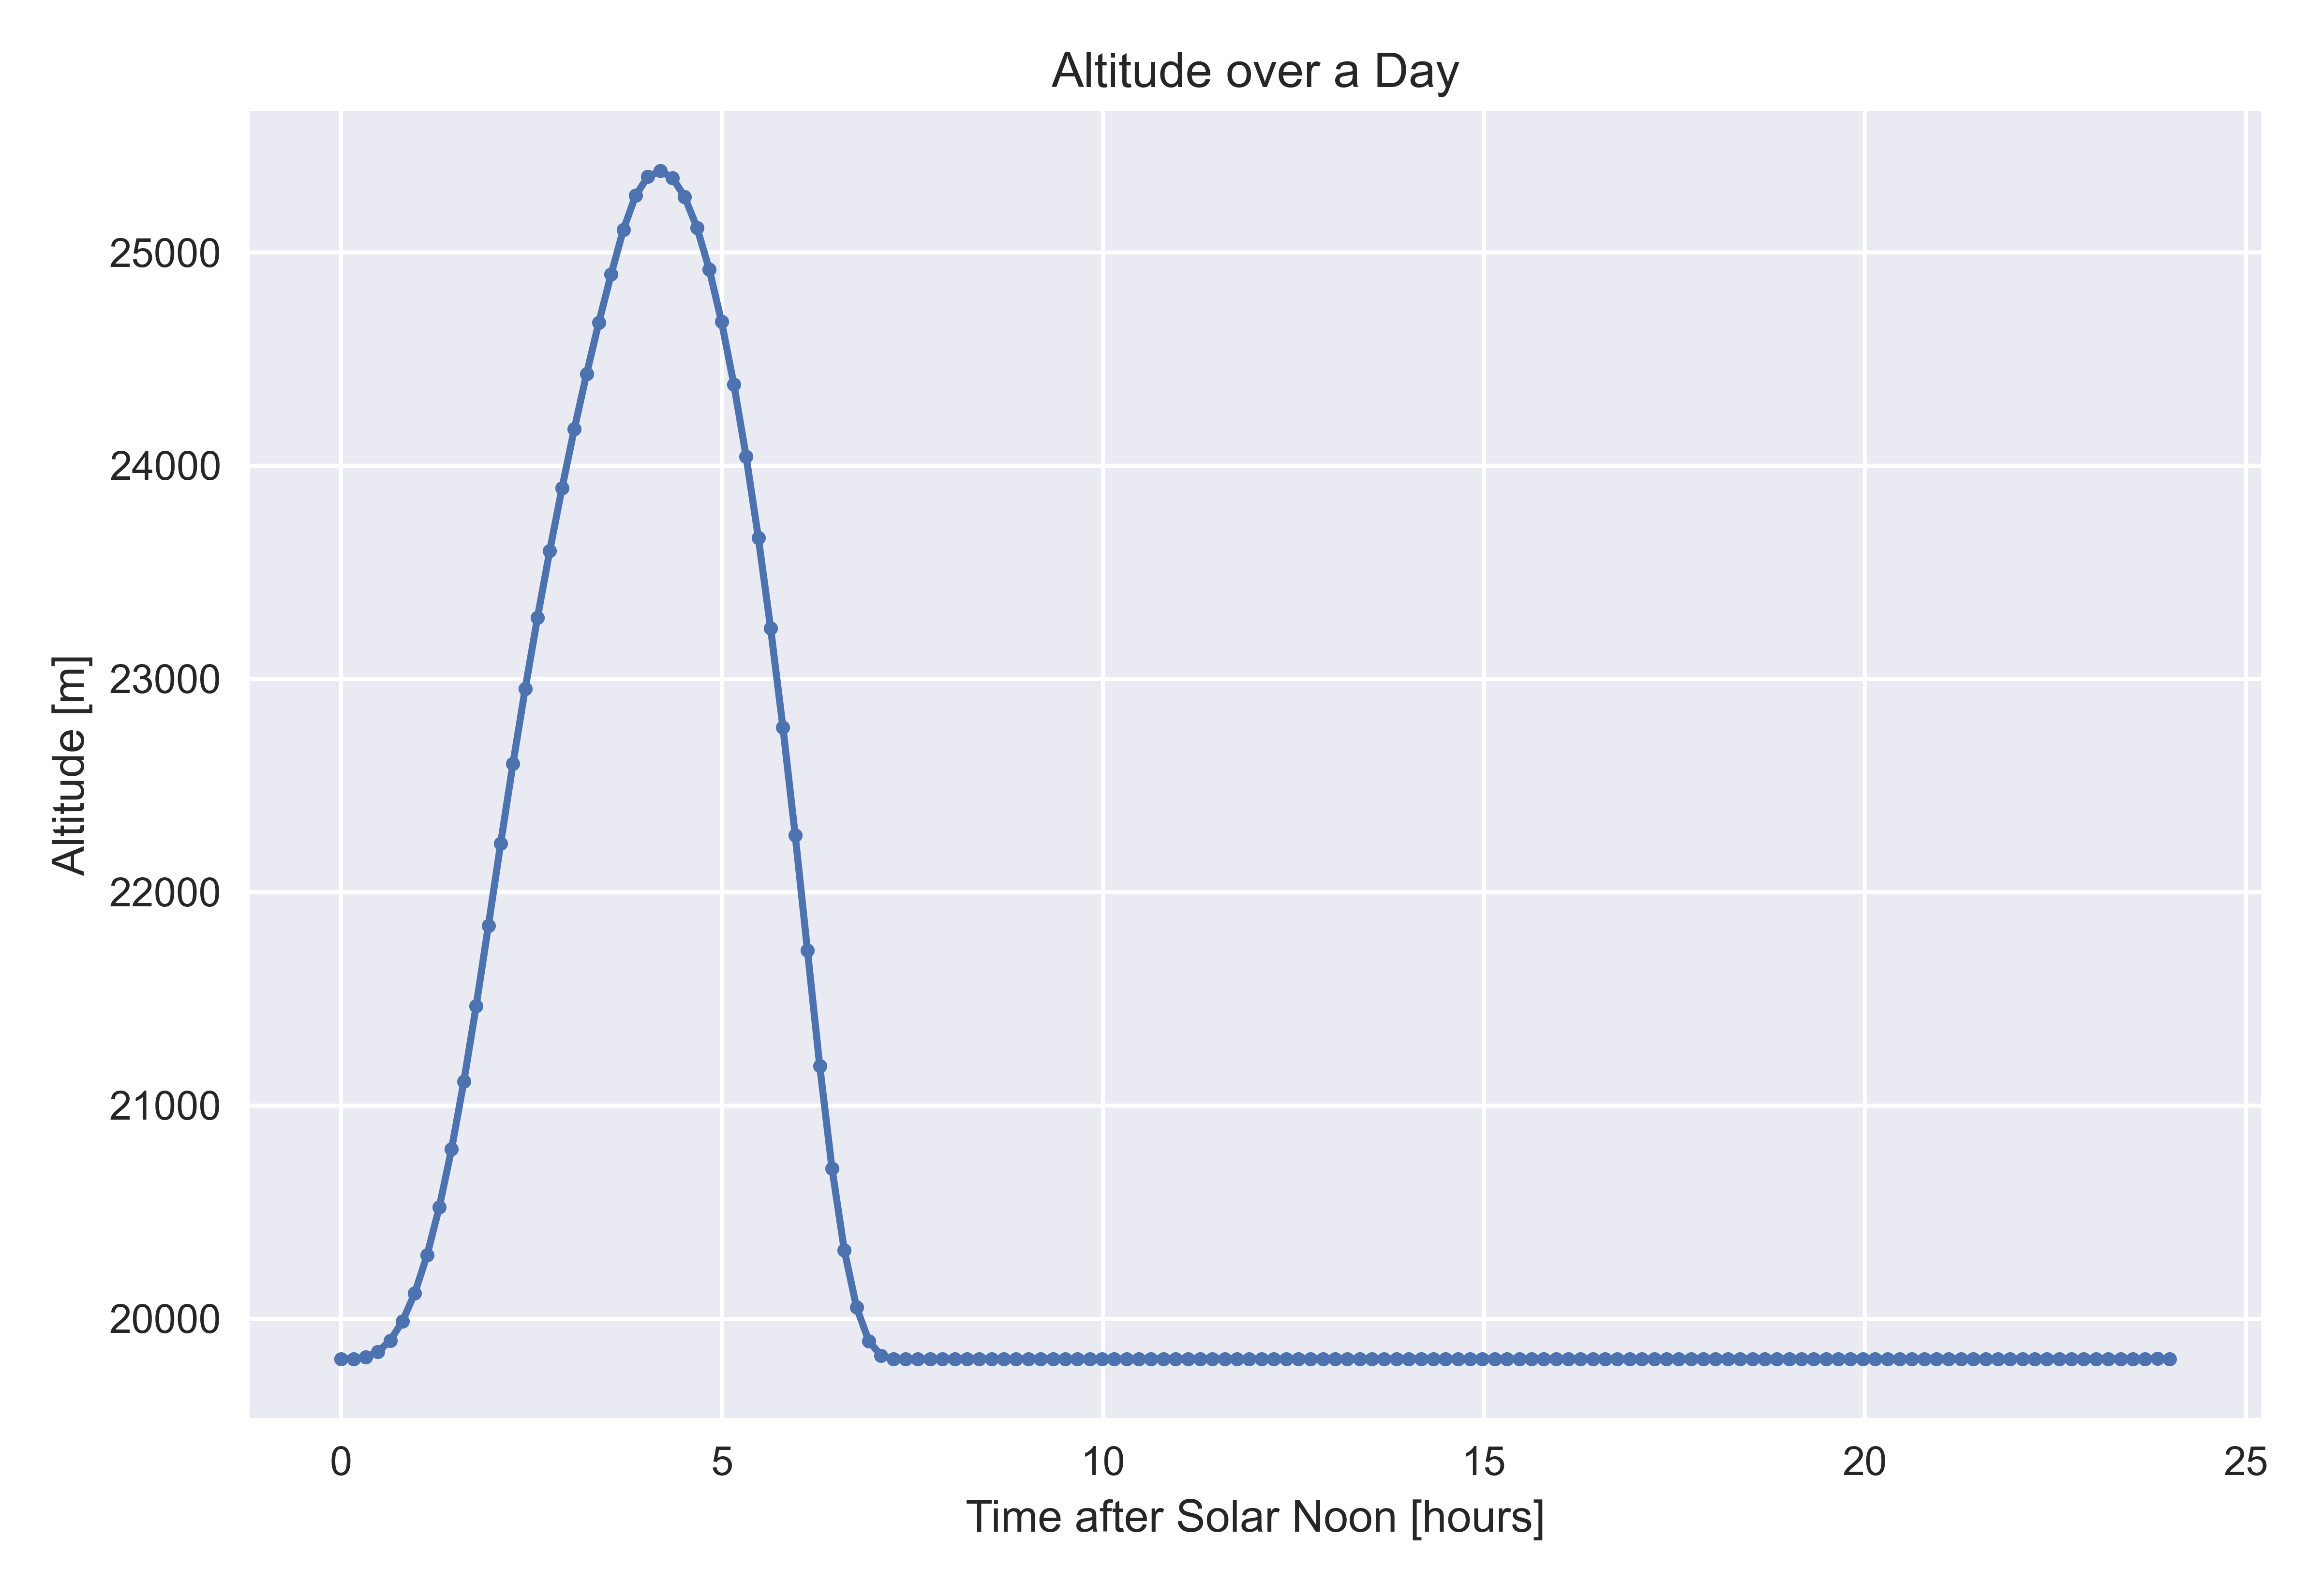 Altitude over a Day
Altitude [m]
25000
24000
23000
22000
21000
20000
0 5 10 15 20 25
Time after Solar Noon [hours]